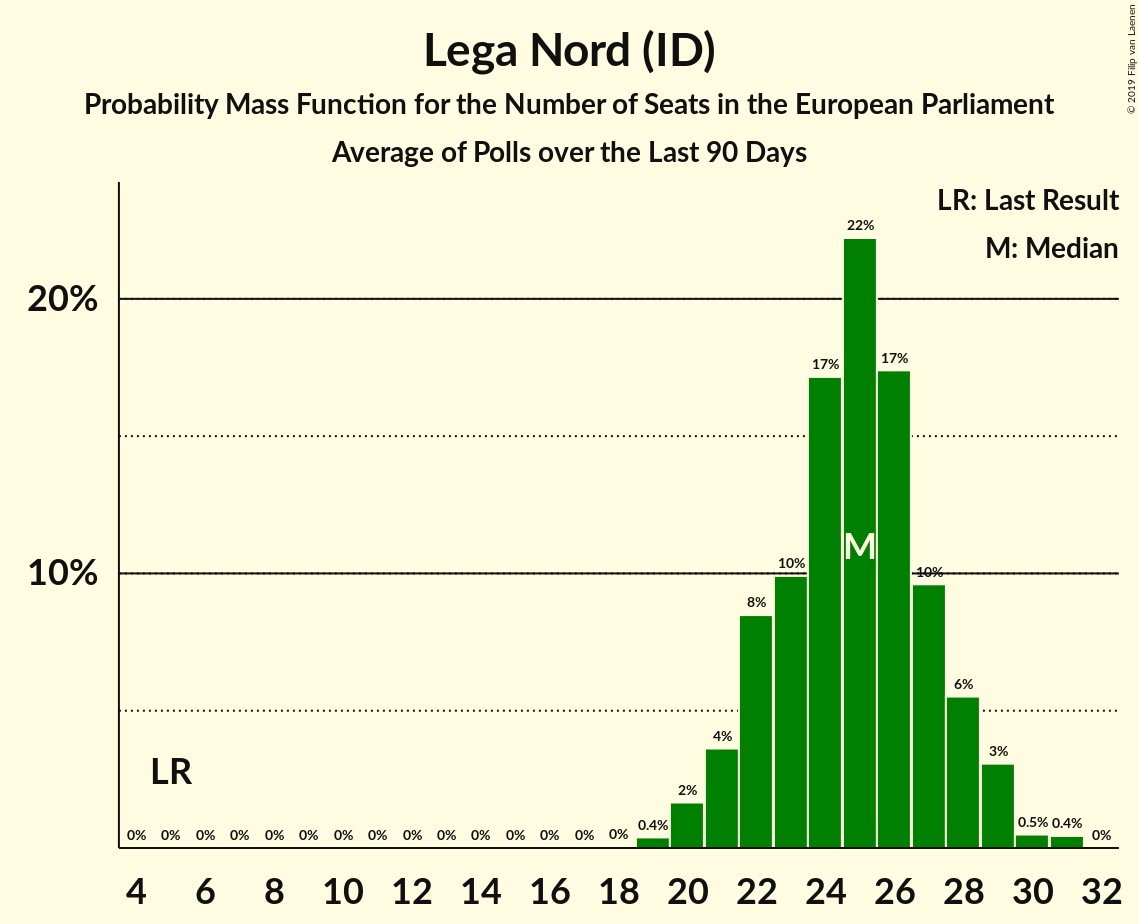 Lega Nord (ID)
Probability Mass Function for the Number of Seats in the European Parliament
Average of Polls over the Last 90 Days
© 2019 Filip van Laenen
LR: Last Result
M: Median
20%
10%
22%
17%
17%
10%
10%
8%
6%
4%
3%
2%
0% 0% 0% 0% 0% 0% 0% 0% 0% 0% 0% 0% 0% 0% 0% 0.4% 0.5% 0.4% 0%
LR
M
4 6 8 10 12 14 16 18 20 22 24 26 28 30 32